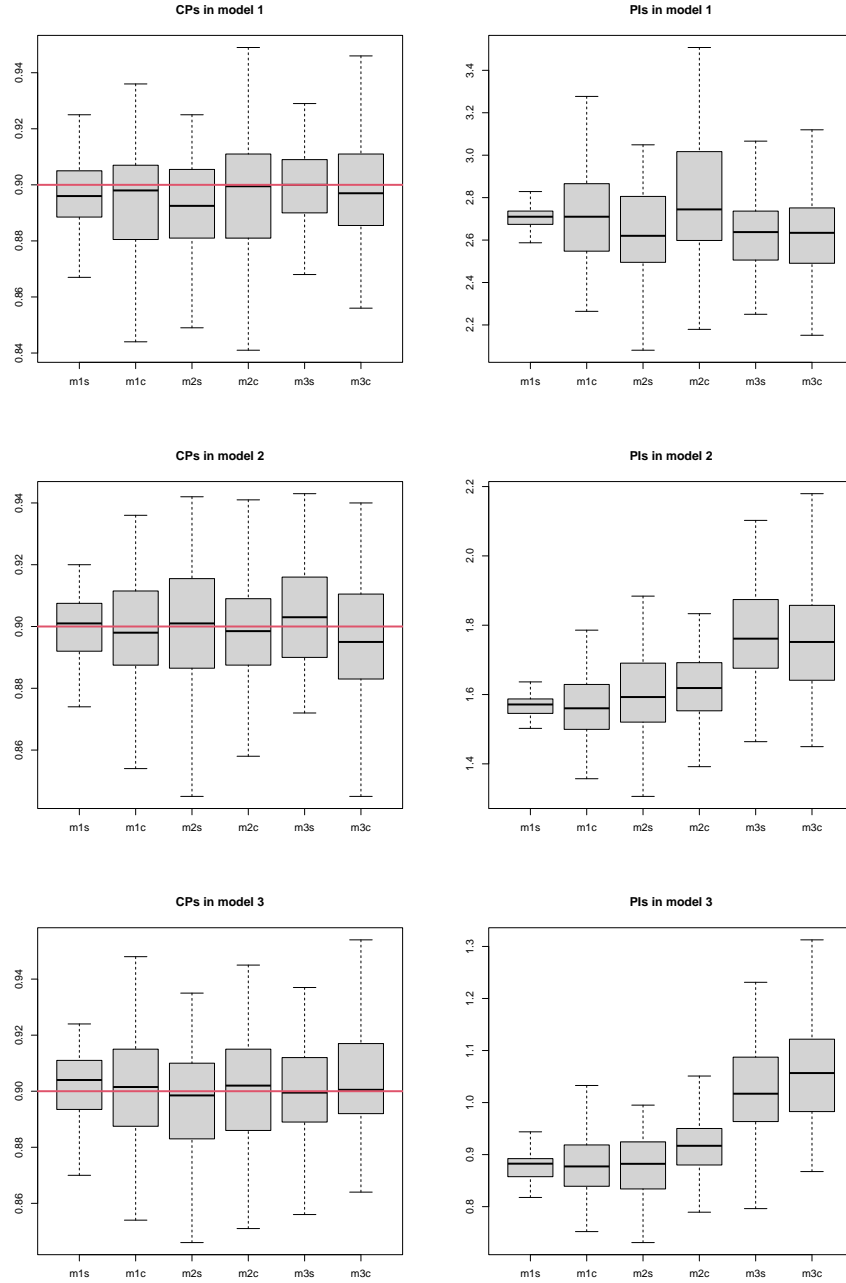 CPs in model 1
0.94
0.92
0.90
0.88
0.86
0.84
m1s m1c m2s m2c m3s m3c
PIs in model 1
3.4
3.2
3.0
2.8
2.6
2.4
2.2
m1s m1c m2s m2c m3s m3c
CPs in model 2
0.94
0.92
0.90
0.88
0.86
m1s m1c m2s m2c m3s m3c
PIs in model 2
2.2
2.0
1.8
1.6
1.4
m1s m1c m2s m2c m3s m3c
CPs in model 3
0.94
0.92
0.90
0.88
0.86
m1s m1c m2s m2c m3s m3c
PIs in model 3
1.3
1.2
1.1
1.0
0.9
0.8
m1s m1c m2s m2c m3s m3c